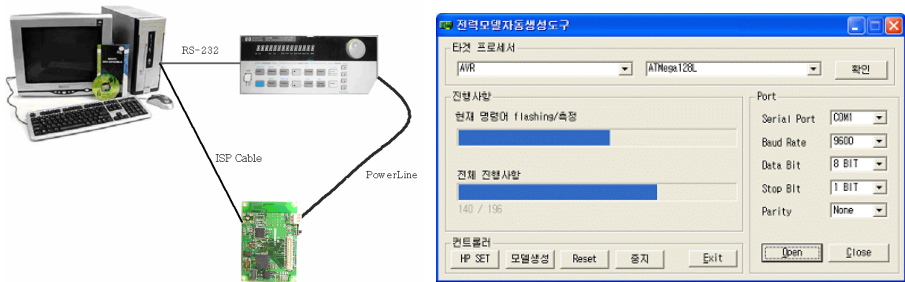 RS-232
ISP Cable
PowerLine
전력모델자동생성도구
타겟 프로세서
AVR
ATMega128L
확인
진행사항
현재 명령어 flashing/측정
전체 진행사항
140 / 196
컨트롤러
HP SET
모델생성
Reset
중지
Exit
Port
Serial Port
COM1
Baud Rate
9600
Data Bit
8 BIT
Stop Bit
1 BIT
Parity
None
Open
Close